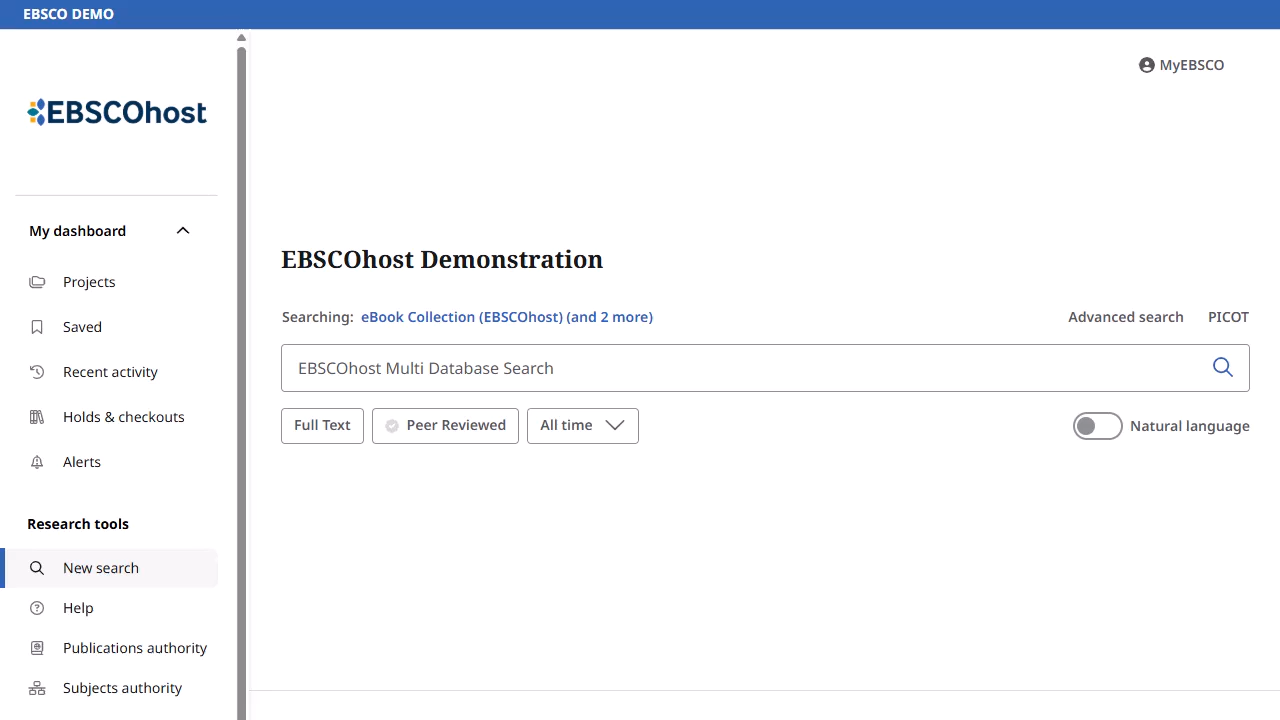 EBSCO DEMO
EBSCOhost
MyEBSCO
My dashboard
Projects
Saved
Recent activity
Holds & checkouts
Alerts
Research tools
New search
Help
Publications authority
Subjects authority
EBSCOhost Demonstration
Searching: eBook Collection (EBSCOhost) (and 2 more)
Advanced search PICOT
EBSCOhost Multi Database Search
Full Text Peer Reviewed All time Natural language